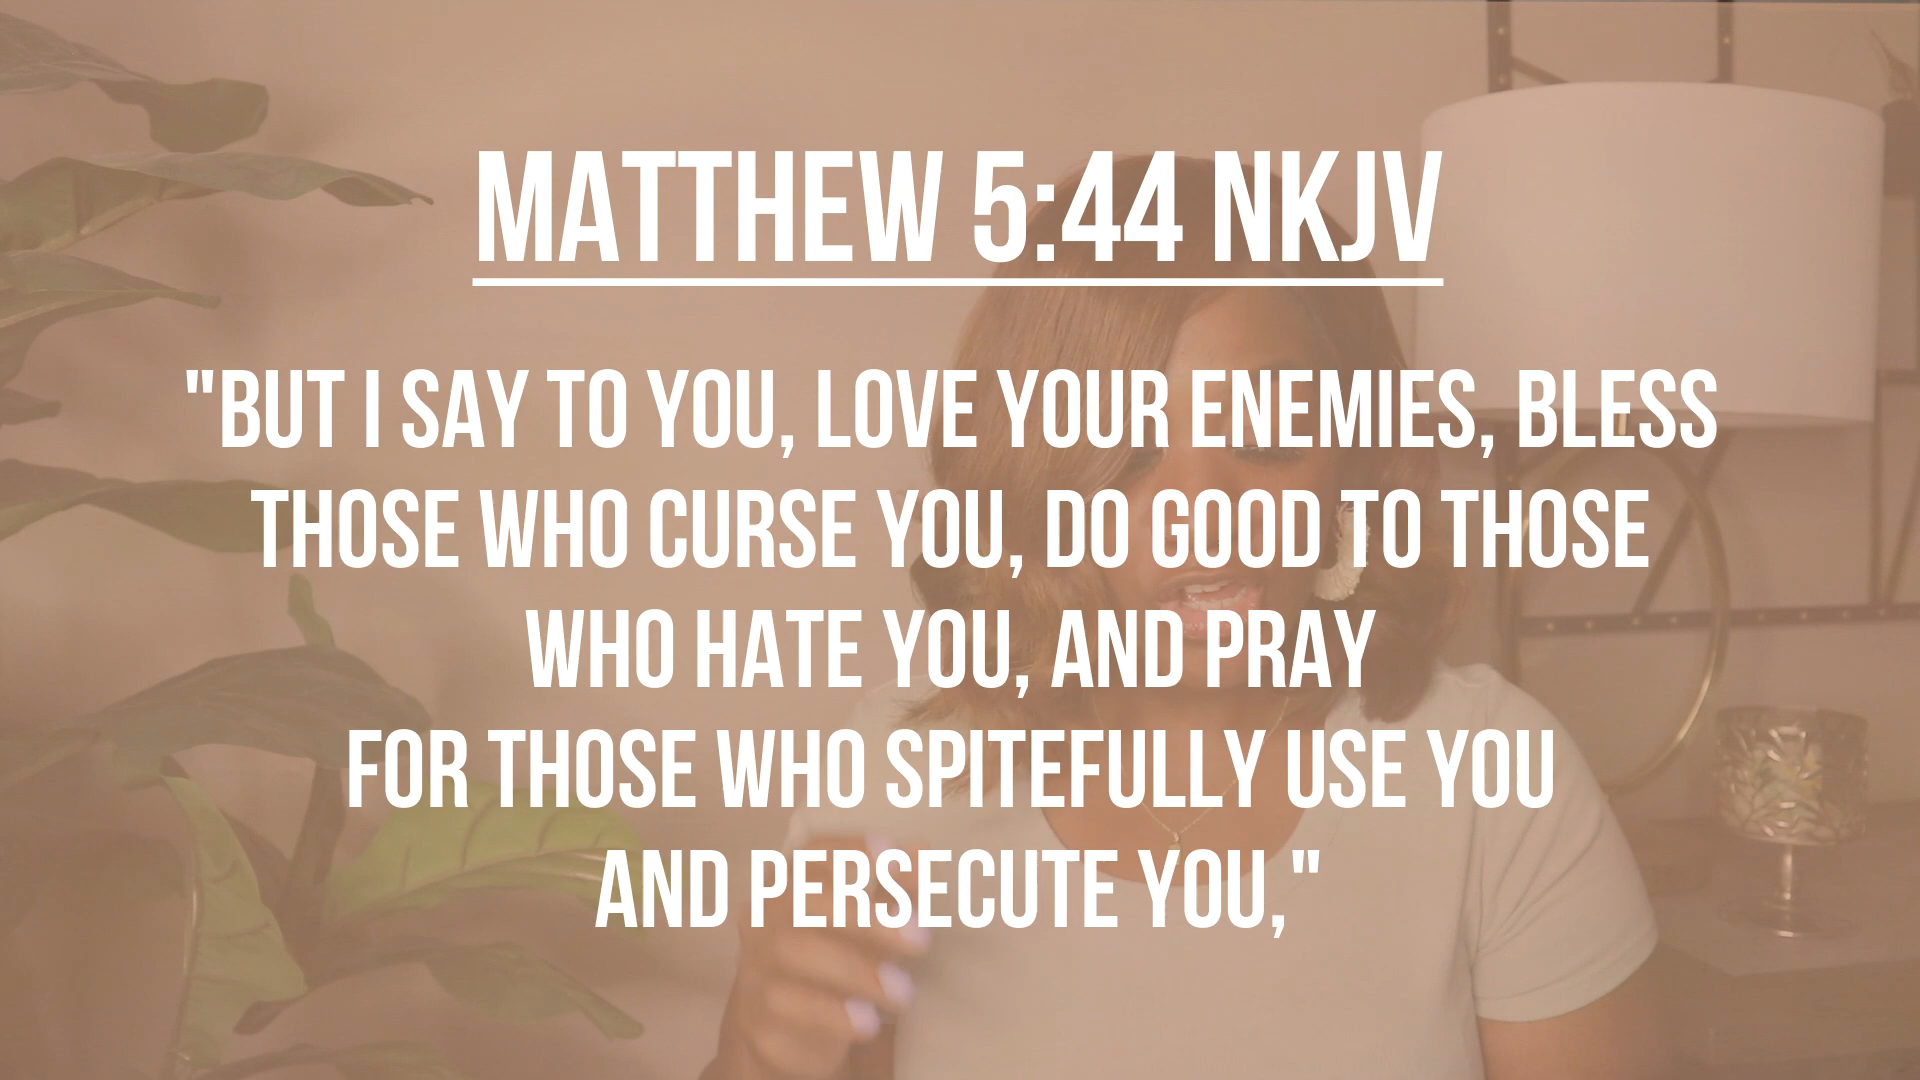 MATTHEW 5:44 NKJV
"BUT I SAY TO YOU, LOVE YOUR ENEMIES, BLESS
THOSE WHO CURSE YOU, DO GOOD TO THOSE
WHO HATE YOU, AND PRAY
FOR THOSE WHO SPITEFULLY USE YOU
AND PERSECUTE YOU,"